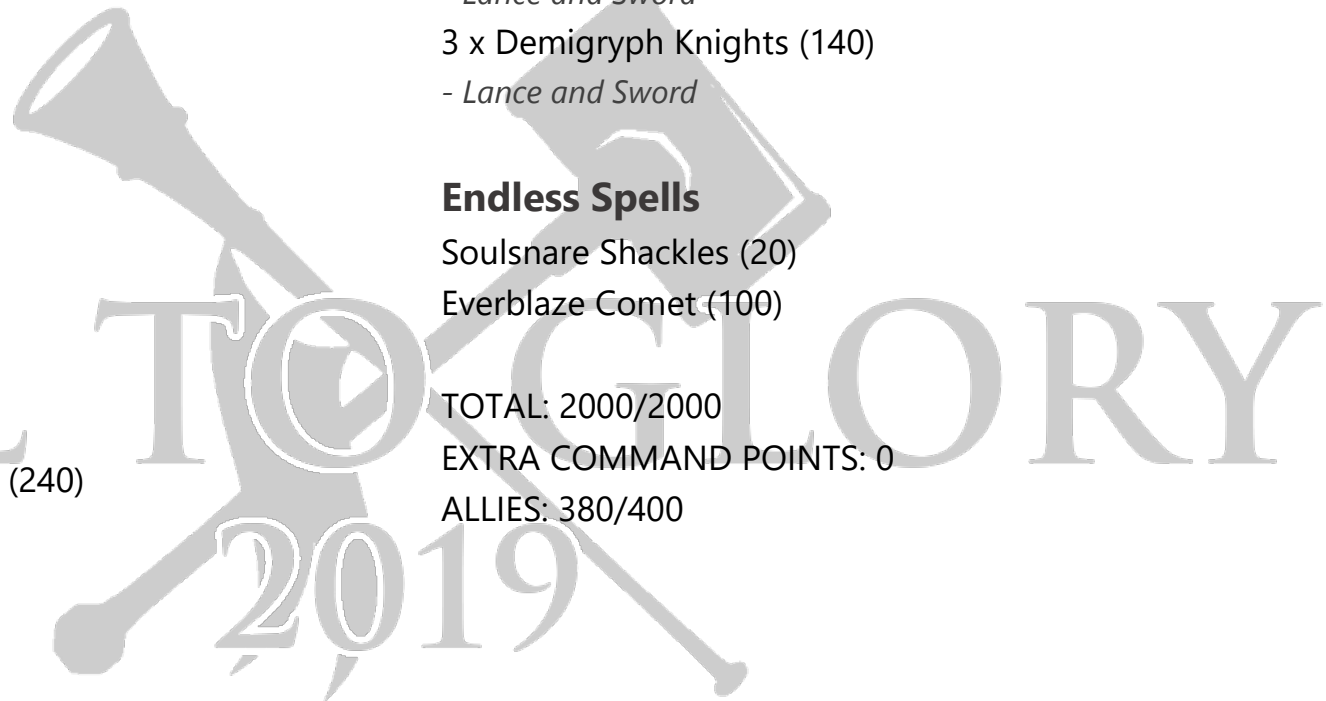 - Lance and Sword
3 x Demigryph Knights (140)
- Lance and Sword
Endless Spells
Soulsnare Shackles (20)
Everblaze Comet (100)
TO GLORY
2019
TOTAL: 2000/2000
EXTRA COMMAND POINTS: 0
(240)
ALLIES: 380/400